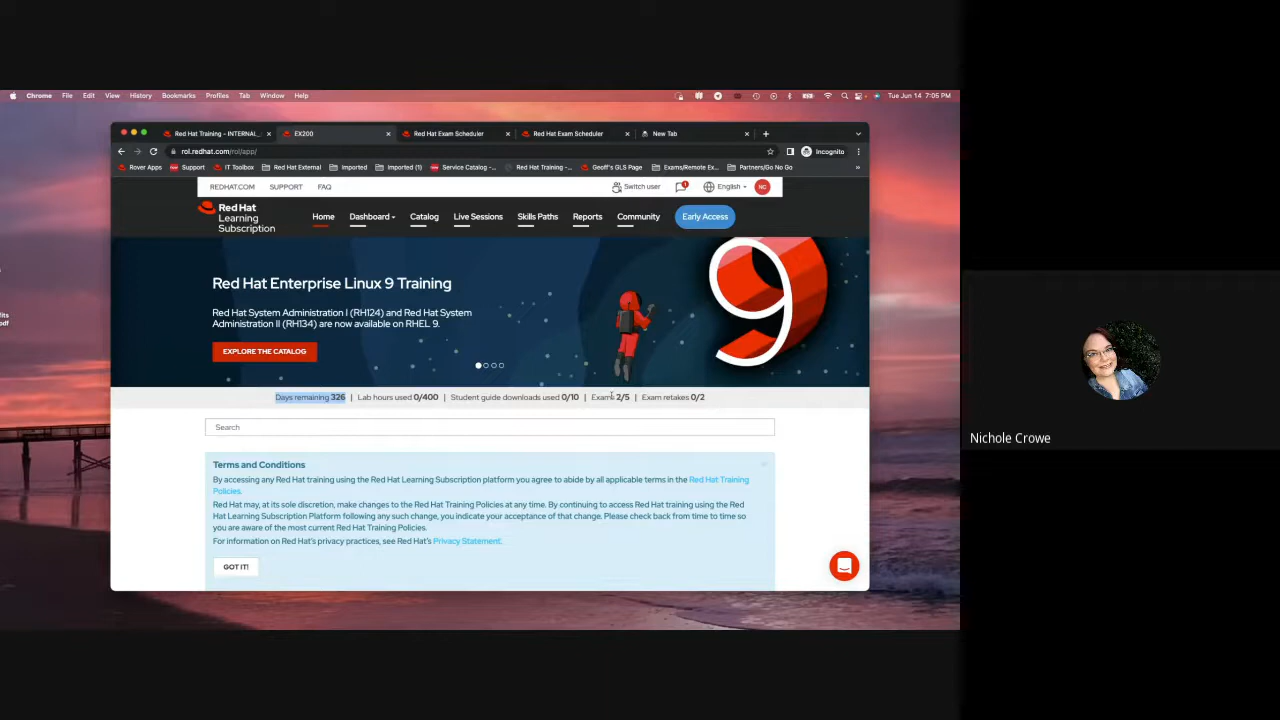 Chrome File Edit View History Bookmarks Profiles Tab Window Help
Tue Jun 14 7:05 PM
Red Hat Training - INTERNAL_
EX200
Red Hat Exam Scheduler
Red Hat Exam Scheduler
New Tab
rol.redhat.com/rol/app/
Incognito
Rover Apps Support IT Toolbox Red Hat External Imported Imported (1) Service Catalog -... Red Hat Training -... Geoff's GLS Page Exams/Remote Ex... Partners/Go No Go »
REDHAT.COM SUPPORT FAQ
Switch user
1
English
NC
Red Hat
Learning
Subscription
Home Dashboard Catalog Live Sessions Skills Paths Reports Community Early Access
Red Hat Enterprise Linux 9 Training
Red Hat System Administration I (RH124) and Red Hat System
Administration II (RH134) are now available on RHEL 9.
EXPLORE THE CATALOG
9
Days remaining 326 | Lab hours used 0/400 | Student guide downloads used 0/10 | Exams 2/5 | Exam retakes 0/2
Search
Terms and Conditions
By accessing any Red Hat training using the Red Hat Learning Subscription platform you agree to abide by all applicable terms in the Red Hat Training
Policies.
Red Hat may, at its sole discretion, make changes to the Red Hat Training Policies at any time. By continuing to access Red Hat training using the Red
Hat Learning Subscription Platform following any such change, you indicate your acceptance of that change. Please check back from time to time so
you are aware of the most current Red Hat Training Policies.
For information on Red Hat's privacy practices, see Red Hat's Privacy Statement.
GOT IT!
Nichole Crowe